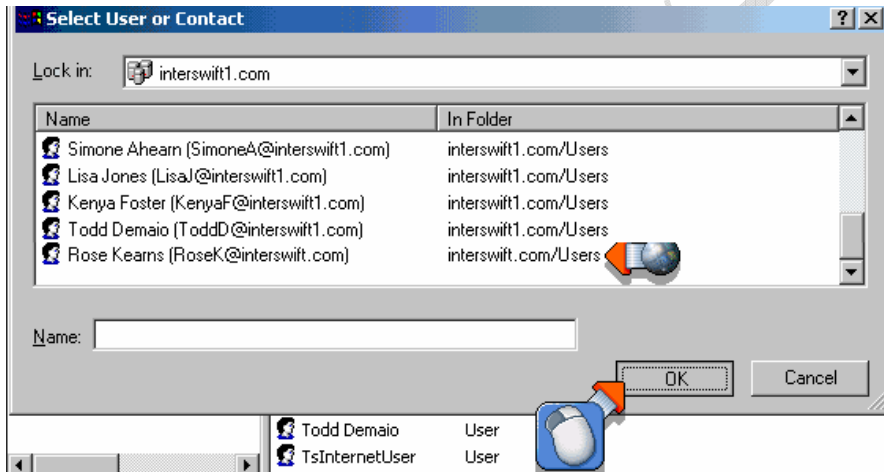 Select User or Contact
Lock in: interswift1.com
Name In Folder
Simone Ahearn (SimoneA@interswift1.com) interswift1.com/Users
Lisa Jones (LisaJ@interswift1.com) interswift1.com/Users
Kenya Foster (KenyaF@interswift1.com) interswift1.com/Users
Todd Demaio (ToddD@interswift1.com) interswift1.com/Users
Rose Kearns (RoseK@interswift.com) interswift.com/Users
Name:
OK Cancel
Todd Demaio User
TsInternetUser User